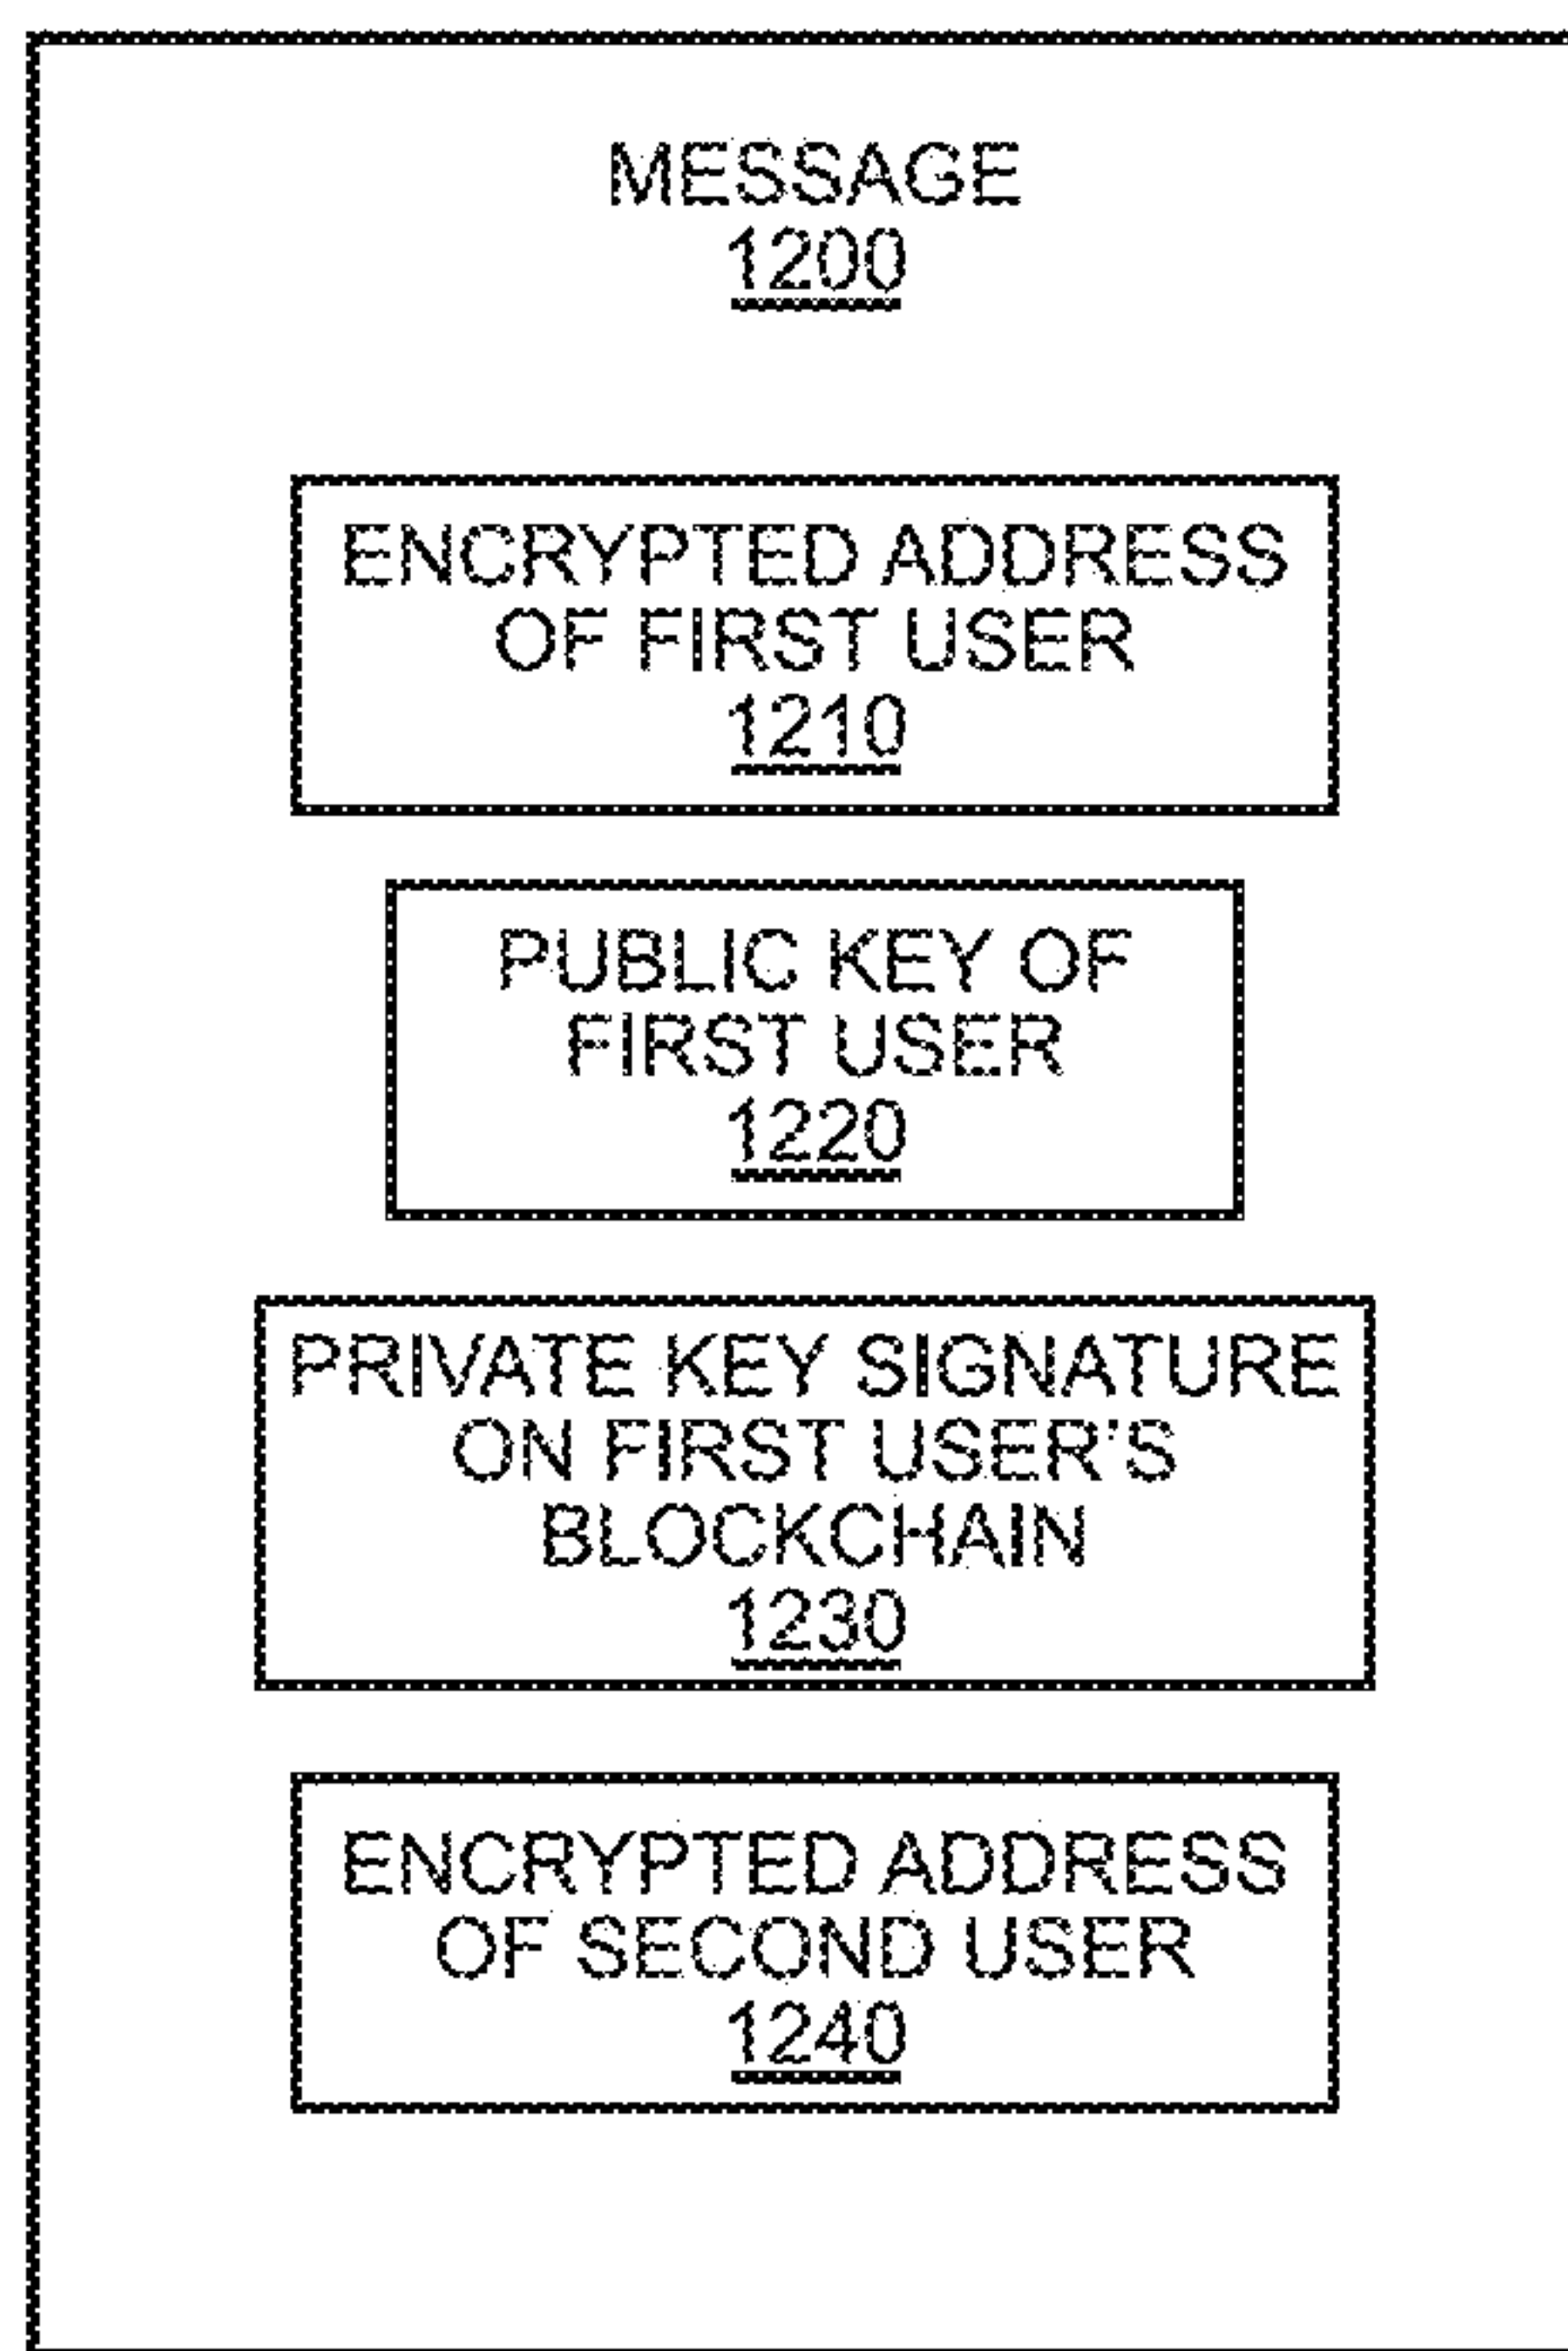 MESSAGE
1200
ENCRYPTED ADDRESS
OF FIRST USER
1210
PUBLIC KEY OF
FIRST USER
1220
PRIVATE KEY SIGNATURE
ON FIRST USER'S
BLOCKCHAIN
1230
ENCRYPTED ADDRESS
OF SECOND USER
1240